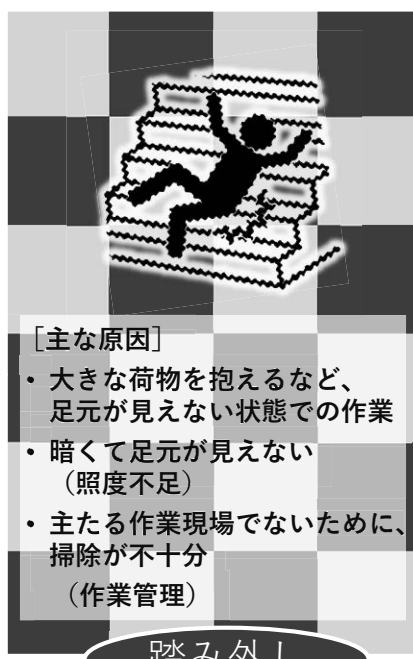 ［主な原因］
・大きな荷物を抱えるなど、
足元が見えない状態での作業
・暗くて足元が見えない
（照度不足）
・主たる作業現場でないために、
掃除が不十分
（作業管理）
踏み外し